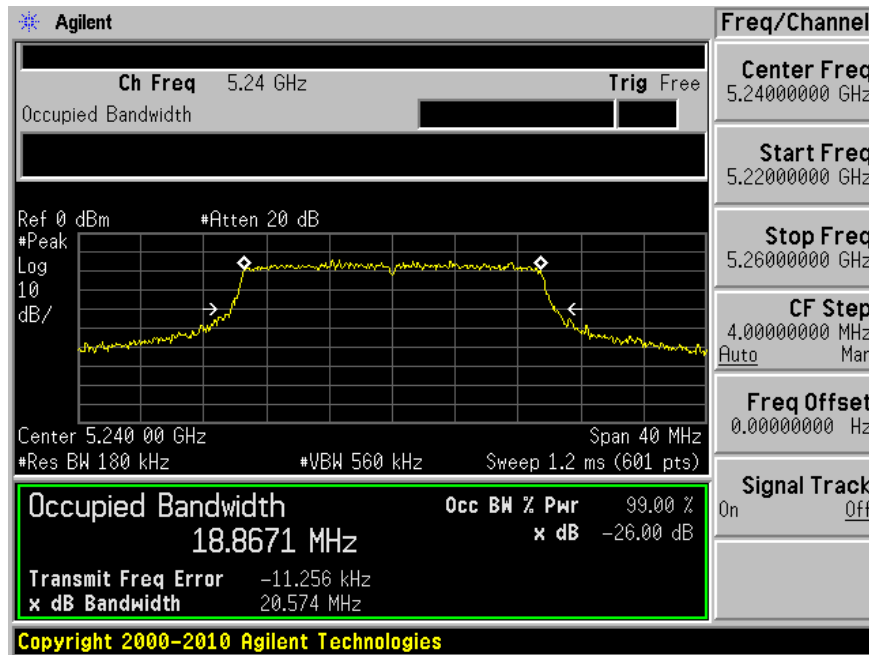 Agilent
Freq/Channel
Ch Freq 5.24 GHz Trig Free
Occupied Bandwidth
Center Freq
5.24000000 GHz
Start Freq
5.22000000 GHz
Stop Freq
5.26000000 GHz
CF Step
4.00000000 MHz
Auto Man
Freq Offset
0.00000000 Hz
Signal Track
On Off
Ref 0 dBm #Atten 20 dB
#Peak
Log
10
dB/
Center 5.240 00 GHz Span 40 MHz
#Res BW 180 kHz #VBW 560 kHz Sweep 1.2 ms (601 pts)
Occupied Bandwidth
18.8671 MHz
Occ BW % Pwr 99.00 %
x dB -26.00 dB
Transmit Freq Error -11.256 kHz
x dB Bandwidth 20.574 MHz
Copyright 2000-2010 Agilent Technologies